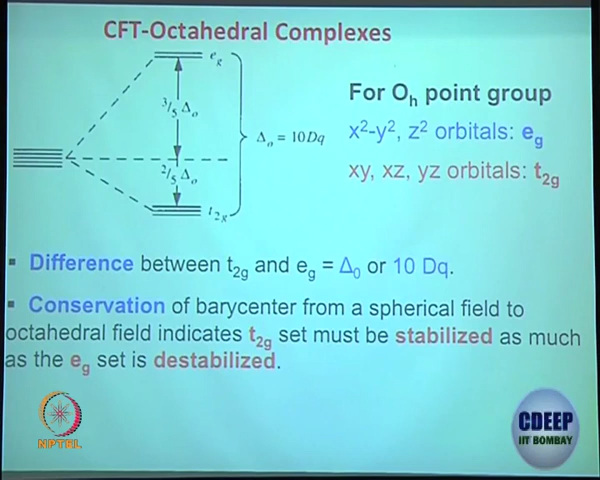 CFT-Octahedral Complexes
e_g
3/5 Δ_o
Δ_o = 10Dq
2/5 Δ_o
t_2g
For O_h point group
x²-y², z² orbitals: e_g
xy, xz, yz orbitals: t_2g
▪ Difference between t_2g and e_g = Δ_0 or 10 Dq.
▪ Conservation of barycenter from a spherical field to
octahedral field indicates t_2g set must be stabilized as much
as the e_g set is destabilized.
NPTEL
CDEEP
IIT BOMBAY